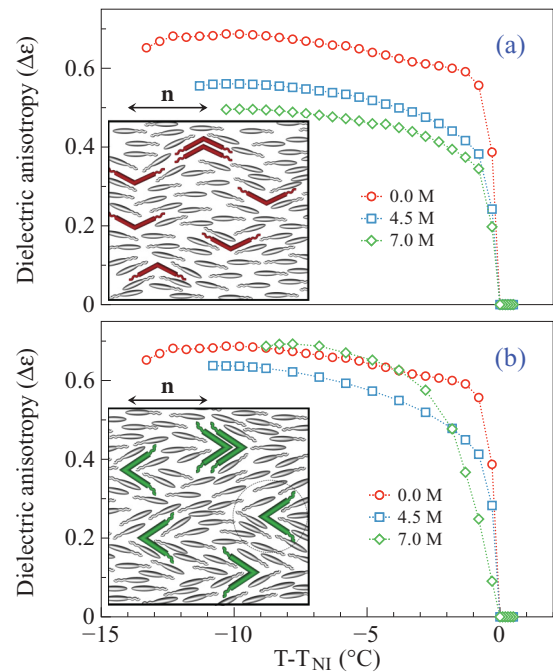 Dielectric anisotropy (Δε)
0.6
0.4
0.2
0
(a)
n
0.0 M
4.5 M
7.0 M
Dielectric anisotropy (Δε)
0.6
0.4
0.2
0
(b)
n
0.0 M
4.5 M
7.0 M
−15
−10
−5
0
T-TNI (°C)